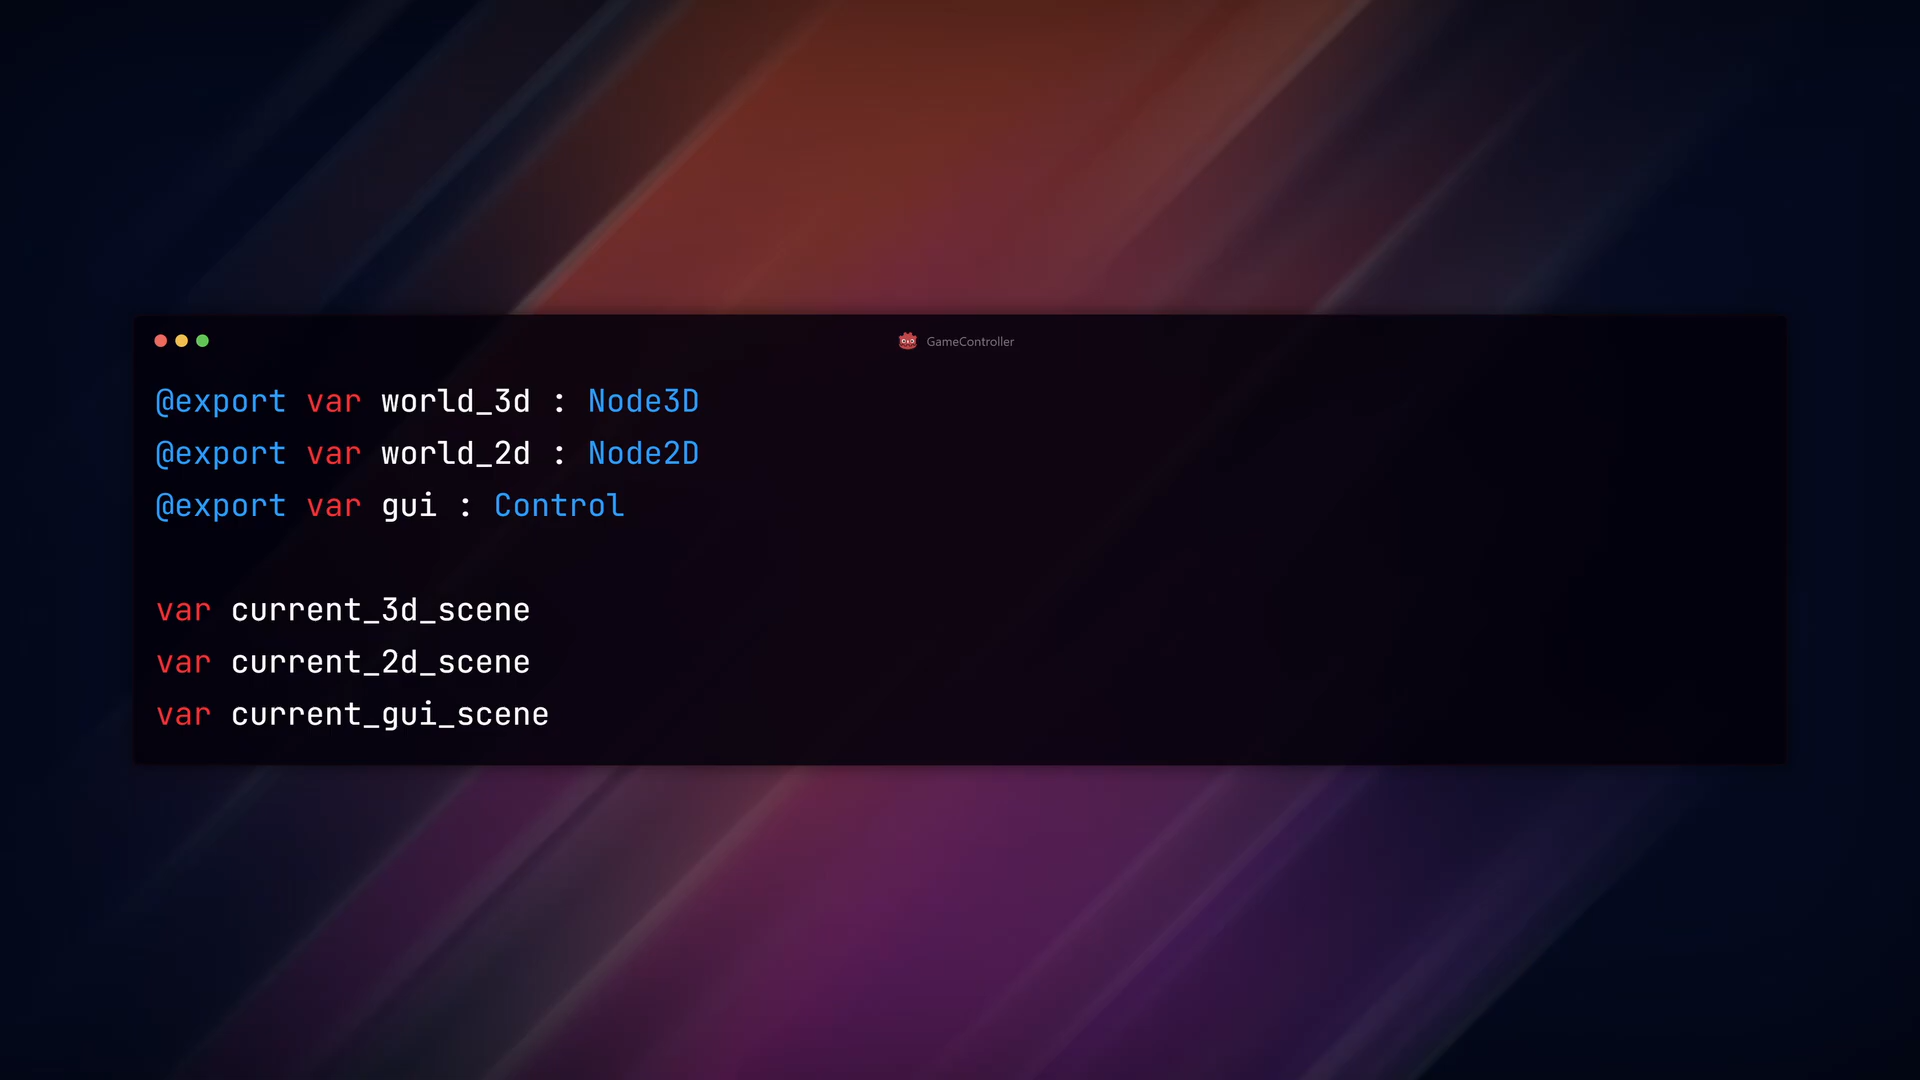 GameController
@export var world_3d : Node3D
@export var world_2d : Node2D
@export var gui : Control
var current_3d_scene
var current_2d_scene
var current_gui_scene